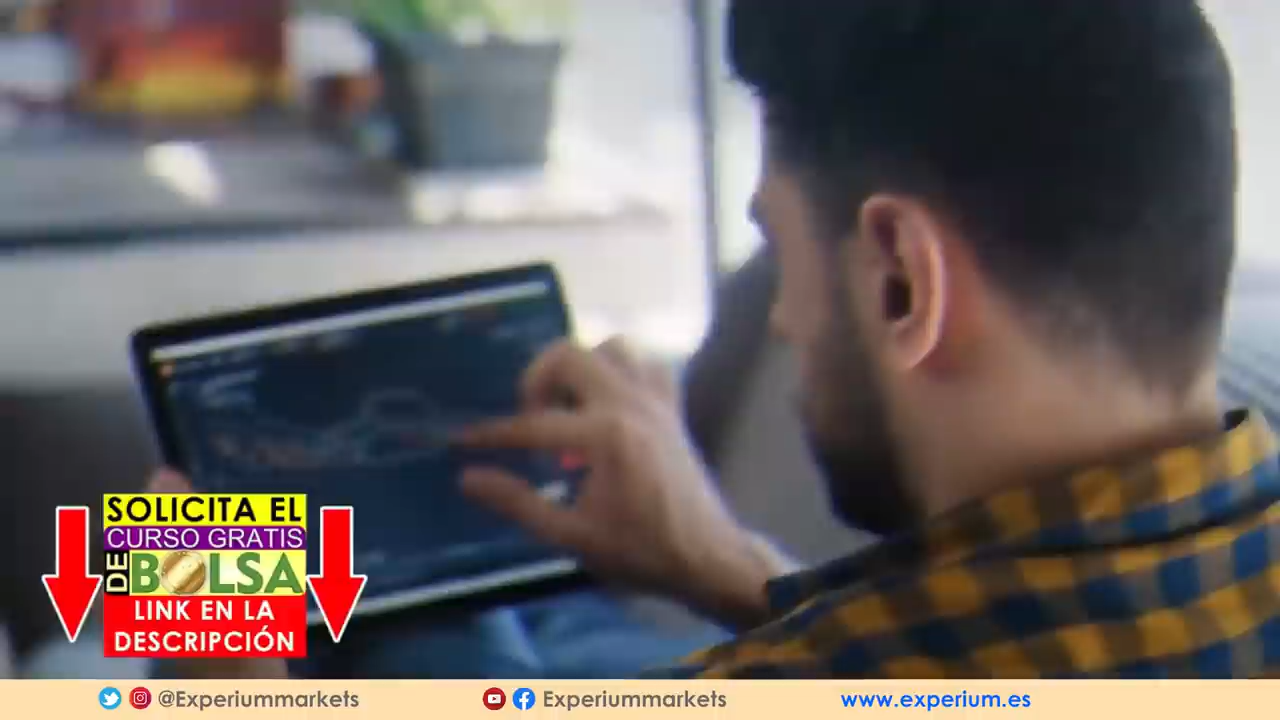 SOLICITA EL
CURSO GRATIS
DE BOLSA
LINK EN LA
DESCRIPCIÓN
@Experiummarkets
Experiummarkets
www.experium.es